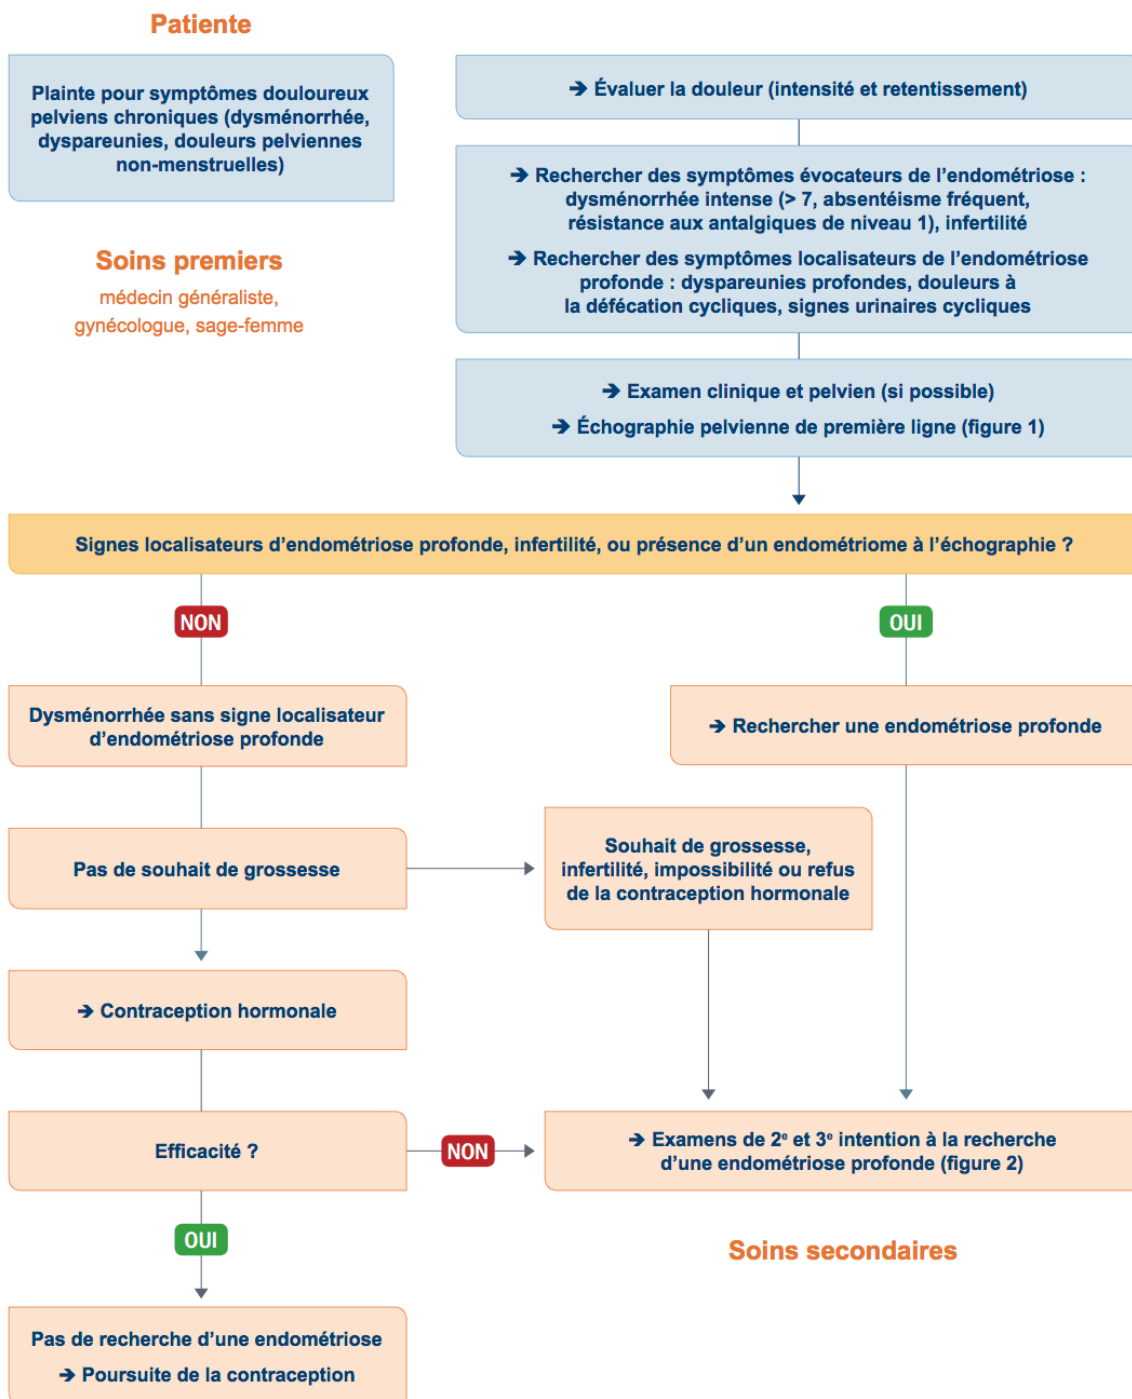 Patiente
Plainte pour symptômes douloureux
pelviens chroniques (dysménorrhée,
dyspareunies, douleurs pelviennes
non-menstruelles)
Soins premiers
médecin généraliste,
gynécologue, sage-femme
➔ Évaluer la douleur (intensité et retentissement)
➔ Rechercher des symptômes évocateurs de l’endométriose :
dysménorrhée intense (> 7, absentéisme fréquent,
résistance aux antalgiques de niveau 1), infertilité
➔ Rechercher des symptômes localisateurs de l’endométriose
profonde : dyspareunies profondes, douleurs à
la défécation cycliques, signes urinaires cycliques
➔ Examen clinique et pelvien (si possible)
➔ Échographie pelvienne de première ligne (figure 1)
Signes localisateurs d’endométriose profonde, infertilité, ou présence d’un endométriome à l’échographie ?
NON
OUI
Dysménorrhée sans signe localisateur
d’endométriose profonde
➔ Rechercher une endométriose profonde
Pas de souhait de grossesse
Souhait de grossesse,
infertilité, impossibilité ou refus
de la contraception hormonale
➔ Contraception hormonale
Efficacité ?
NON
➔ Examens de 2e et 3e intention à la recherche
d’une endométriose profonde (figure 2)
OUI
Soins secondaires
Pas de recherche d’une endométriose
➔ Poursuite de la contraception